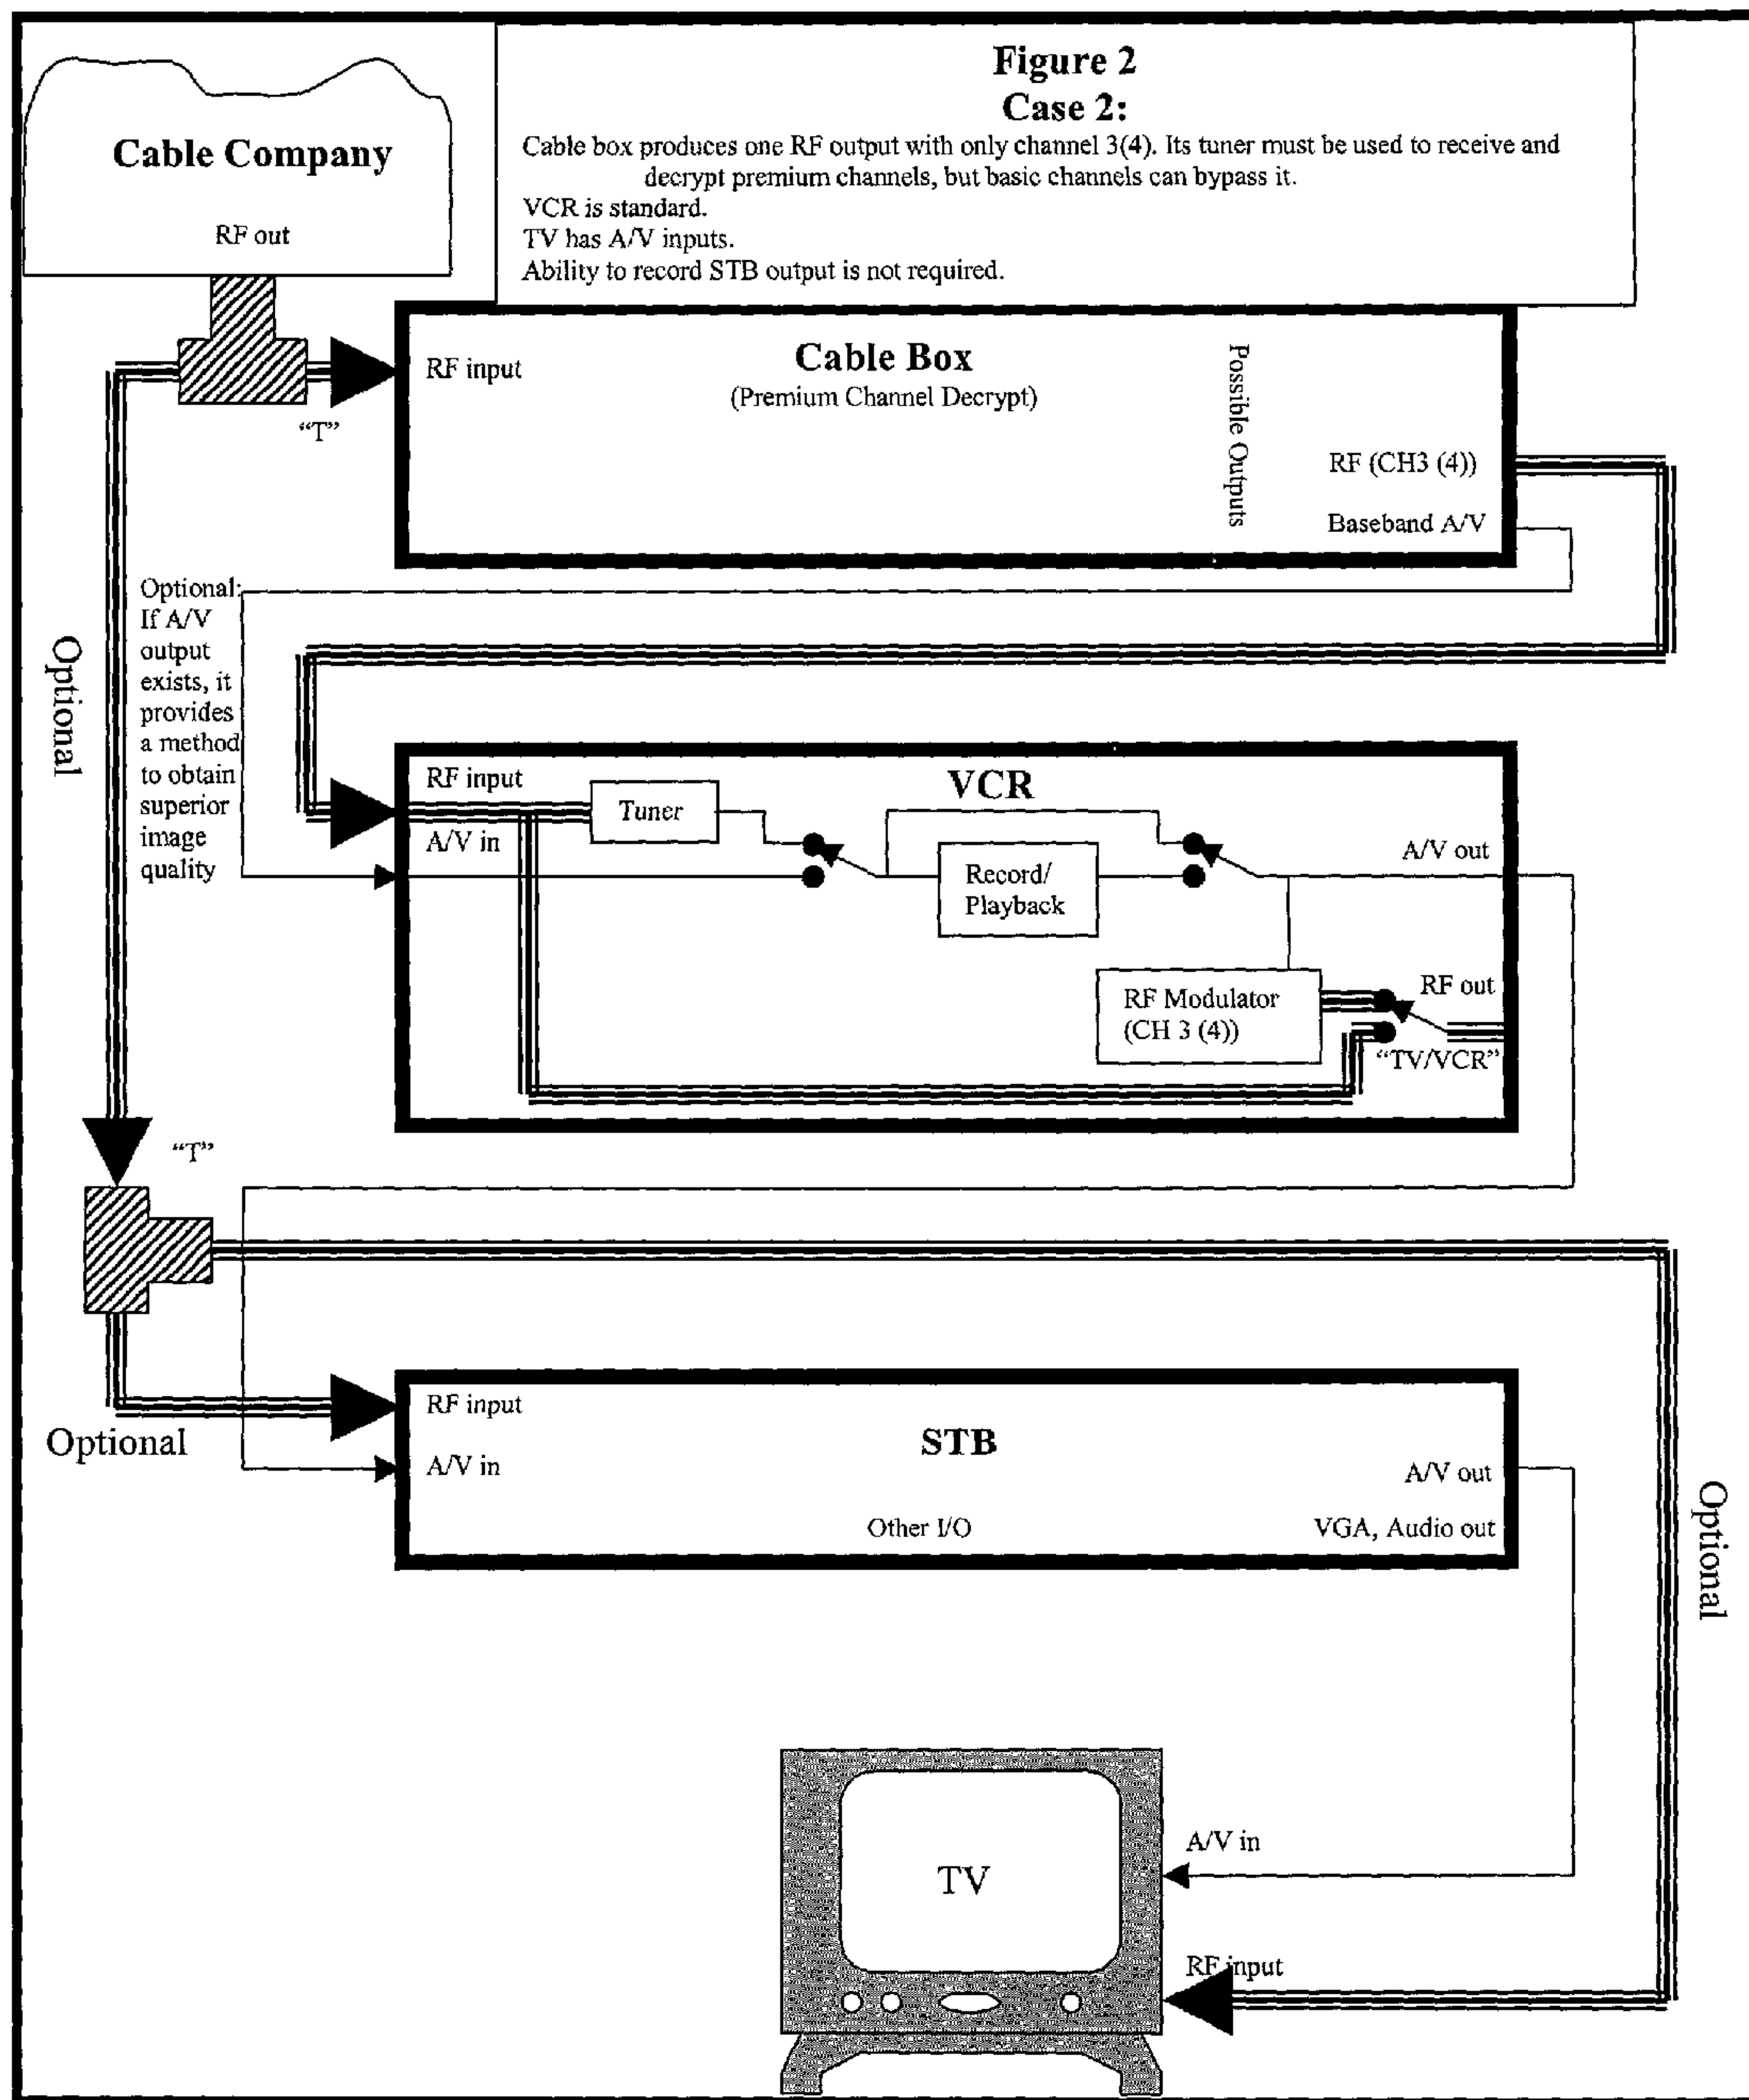 Figure 2
Case 2:
Cable box produces one RF output with only channel 3(4). Its tuner must be used to receive and
decrypt premium channels, but basic channels can bypass it.
VCR is standard.
TV has A/V inputs.
Ability to record STB output is not required.
Cable Company
RF out
"T"
RF input
Cable Box
(Premium Channel Decrypt)
Possible Outputs
RF (CH3 (4))
Baseband A/V
Optional
Optional:
If A/V
output
exists, it
provides
a method
to obtain
superior
image
quality
RF input
VCR
Tuner
A/V in
Record/
Playback
A/V out
RF Modulator
(CH 3 (4))
RF out
"TV/VCR"
"T"
RF input
Optional
A/V in
STB
A/V out
Other I/O
VGA, Audio out
Optional
TV
A/V in
RF input